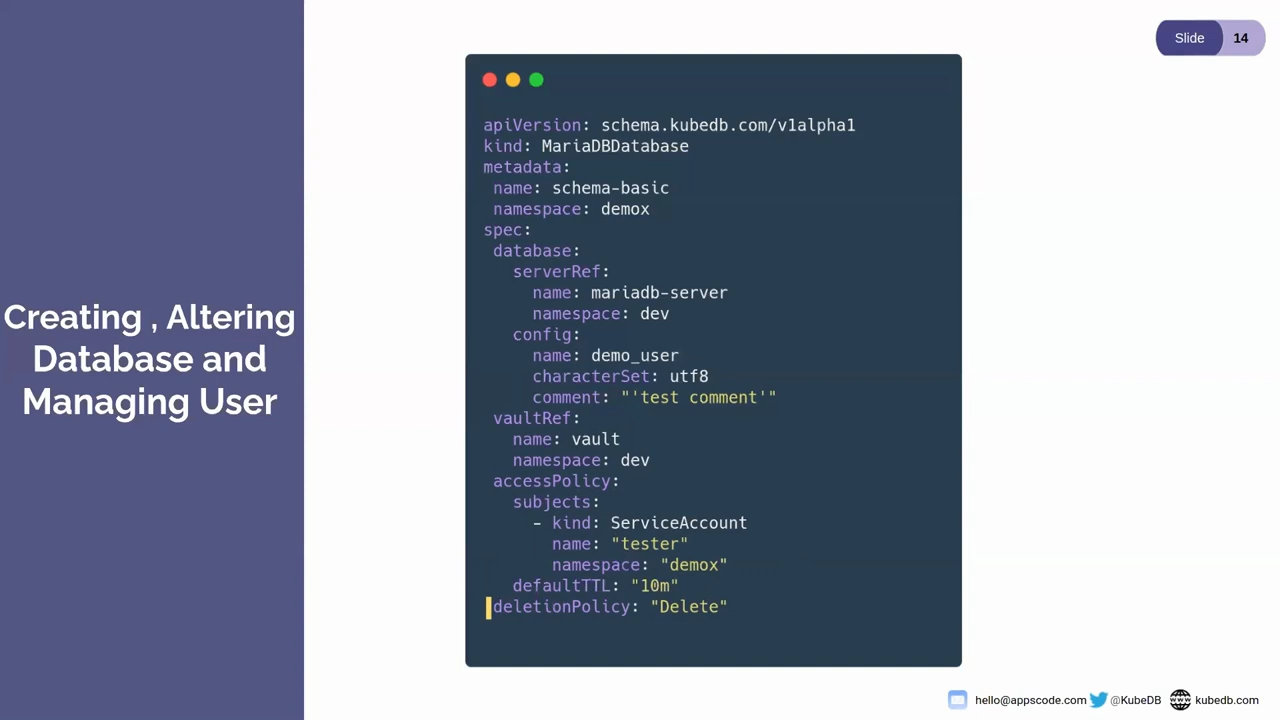 Slide 14
Creating , Altering
Database and
Managing User
apiVersion: schema.kubedb.com/v1alpha1
kind: MariaDBDatabase
metadata:
 name: schema-basic
 namespace: demox
spec:
 database:
   serverRef:
     name: mariadb-server
     namespace: dev
   config:
     name: demo_user
     characterSet: utf8
     comment: "'test comment'"
 vaultRef:
   name: vault
   namespace: dev
 accessPolicy:
   subjects:
     - kind: ServiceAccount
       name: "tester"
       namespace: "demox"
   defaultTTL: "10m"
 deletionPolicy: "Delete"
hello@appscode.com @KubeDB kubedb.com